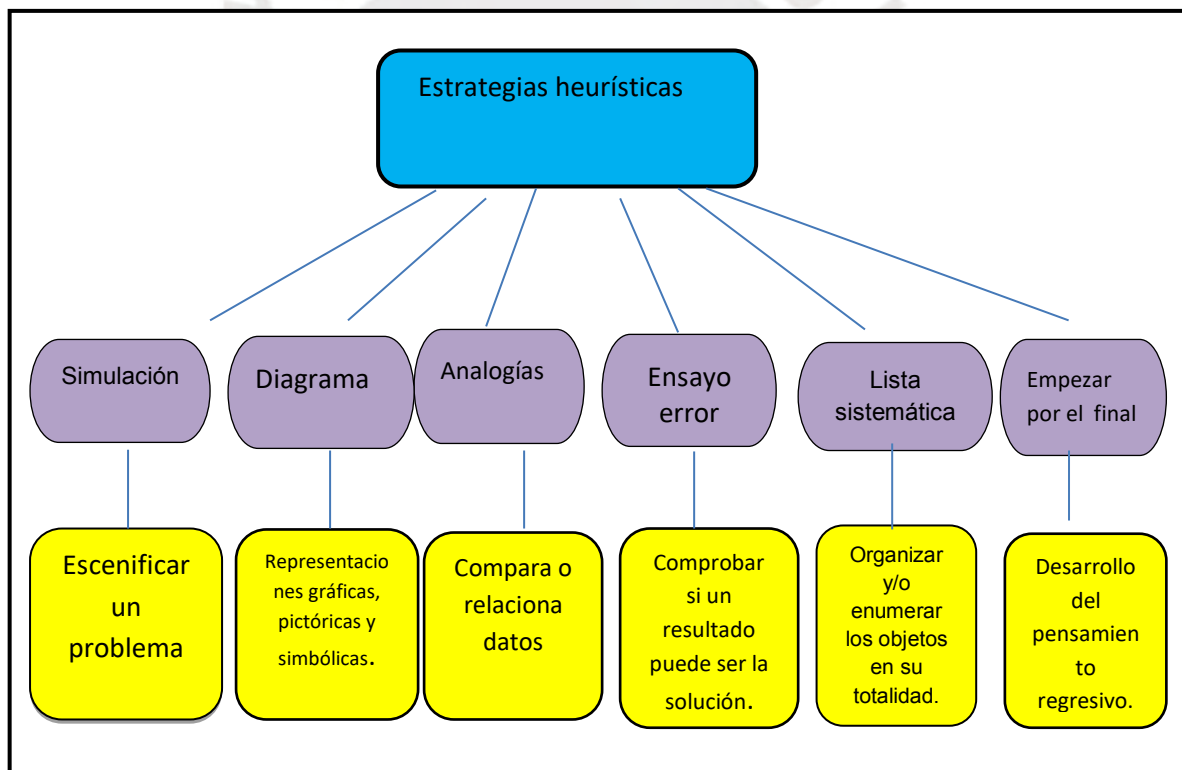 Estrategias heurísticas
Simulación
Diagrama
Analogías
Ensayo
error
Lista
sistemática
Empezar
por el  final
Escenificar
un
problema
Representacio
nes gráficas,
pictóricas y
simbólicas.
Compara o
relaciona
datos
Comprobar
si un
resultado
puede ser la
solución.
Organizar
y/o
enumerar
los objetos
en su
totalidad.
Desarrollo
del
pensamien
to
regresivo.